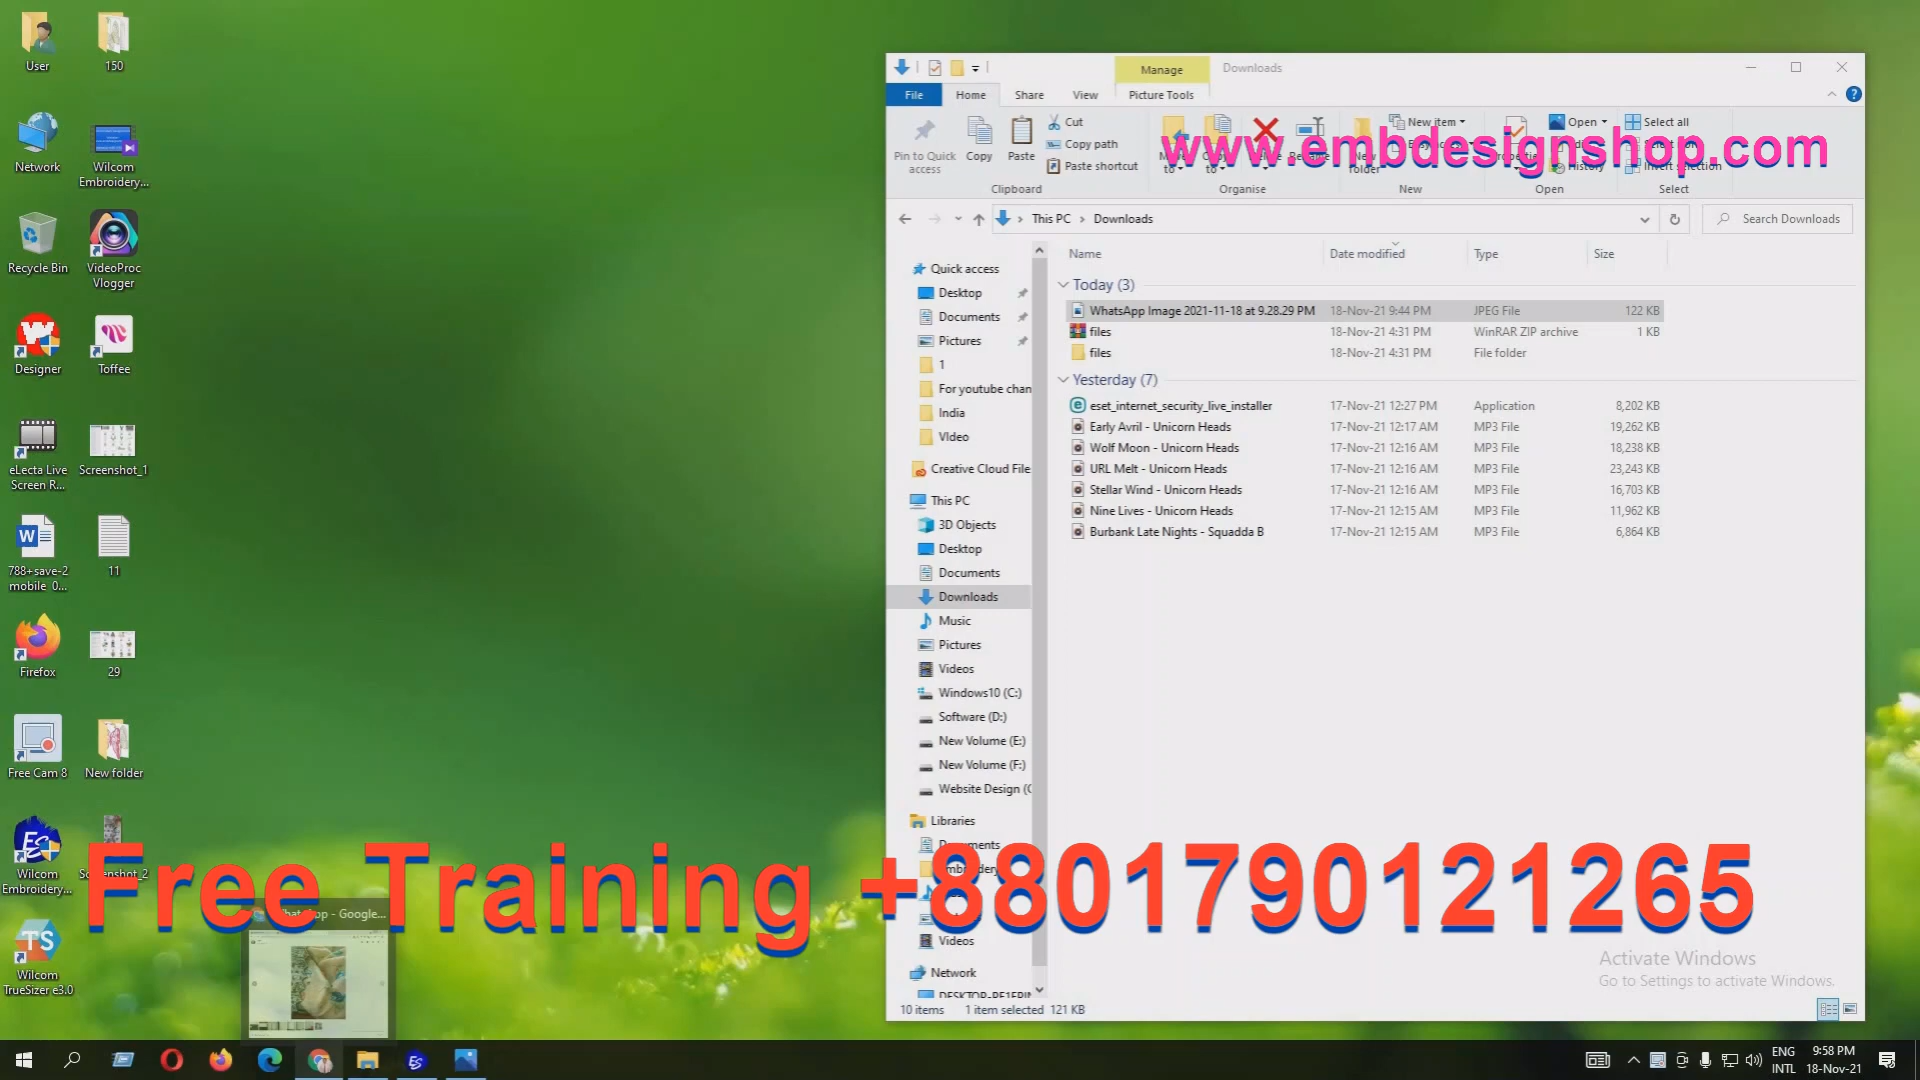 User
150
Network
Wilcom
Embroidery...
Recycle Bin
VideoProc
Vlogger
Designer
Toffee
eLecta Live
Screen R...
Screenshot_1
788+save-2
mobile_0...
11
Firefox
29
Free Cam 8
New folder
Wilcom
Embroidery...
Screenshot_2
Wilcom
TrueSizer e3.0
Manage
Downloads
File
Home
Share
View
Picture Tools
Pin to Quick
access
Copy
Paste
Cut
Copy path
Paste shortcut
New item
Open
History
Select all
Invert selection
Clipboard
Organise
New
Open
Select
www.embdesignshop.com
This PC
Downloads
Search Downloads
Name
Date modified
Type
Size
Today (3)
WhatsApp Image 2021-11-18 at 9.28.29 PM 18-Nov-21 9:44 PM JPEG File 122 KB
files 18-Nov-21 4:31 PM WinRAR ZIP archive 1 KB
files 18-Nov-21 4:31 PM File folder
Yesterday (7)
eset_internet_security_live_installer 17-Nov-21 12:27 PM Application 8,202 KB
Early Avril - Unicorn Heads 17-Nov-21 12:17 AM MP3 File 19,262 KB
Wolf Moon - Unicorn Heads 17-Nov-21 12:16 AM MP3 File 18,238 KB
URL Melt - Unicorn Heads 17-Nov-21 12:16 AM MP3 File 23,243 KB
Stellar Wind - Unicorn Heads 17-Nov-21 12:16 AM MP3 File 16,703 KB
Nine Lives - Unicorn Heads 17-Nov-21 12:15 AM MP3 File 11,962 KB
Burbank Late Nights - Squadda B 17-Nov-21 12:15 AM MP3 File 6,864 KB
Quick access
Desktop
Documents
Pictures
1
For youtube chan
India
VIdeo
Creative Cloud File
This PC
3D Objects
Desktop
Documents
Downloads
Music
Pictures
Videos
Windows10 (C:)
Software (D:)
New Volume (E:)
New Volume (F:)
Website Design (
Libraries
Documents
Embroidery
Videos
Network
DESKTOP-RE1FPIN
Free Training +8801790121265
WhatsApp - Google...
Activate Windows
Go to Settings to activate Windows.
10 items 1 item selected 121 KB
ENG
INTL
9:58 PM
18-Nov-21